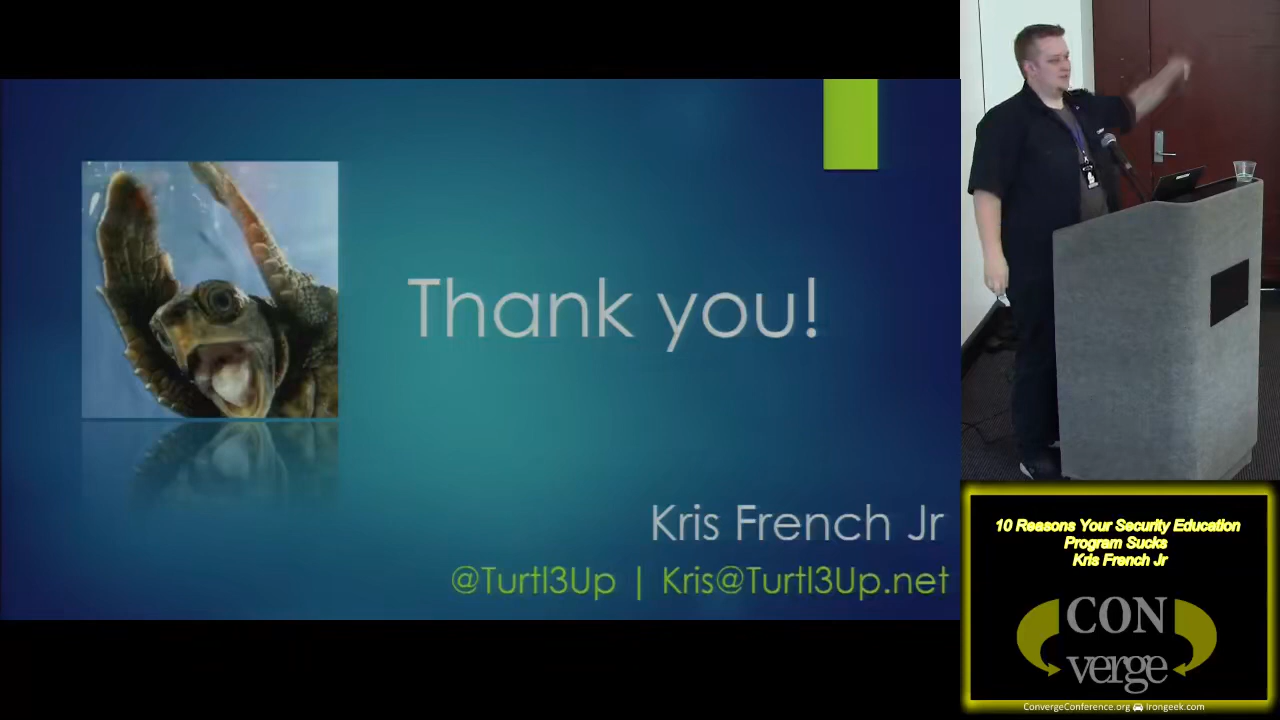 Thank you!
Kris French Jr
@Turtl3Up | Kris@Turtl3Up.net
10 Reasons Your Security Education
Program Sucks
Kris French Jr
CON
verge
ConvergeConference.org Irongeek.com